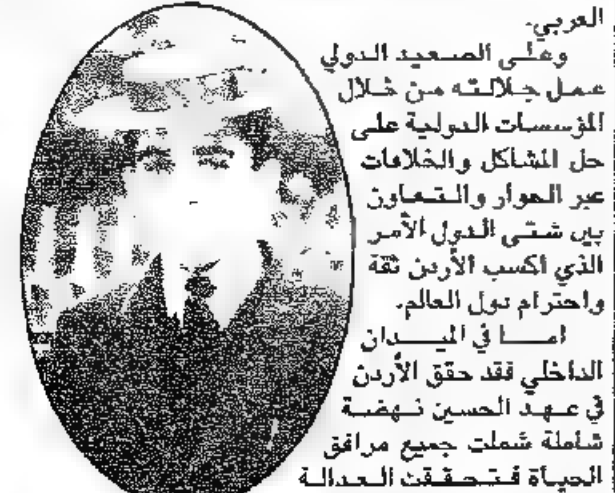 العربي.
وعلى الصعيد الدولي
عمل جلالته من خلال
المؤسسات الدولية على
حل المشاكل والخلافات
عبر الحوار والتعاون
بين شتى الدول الأمر
الذي اكسب الأردن ثقة
واحترام دول العالم.
اما في الميدان
الداخلي فقد حقق الأردن
في عهد الحسين نهضة
شاملة شملت جميع مرافق
الحياة فتحققت العدالة